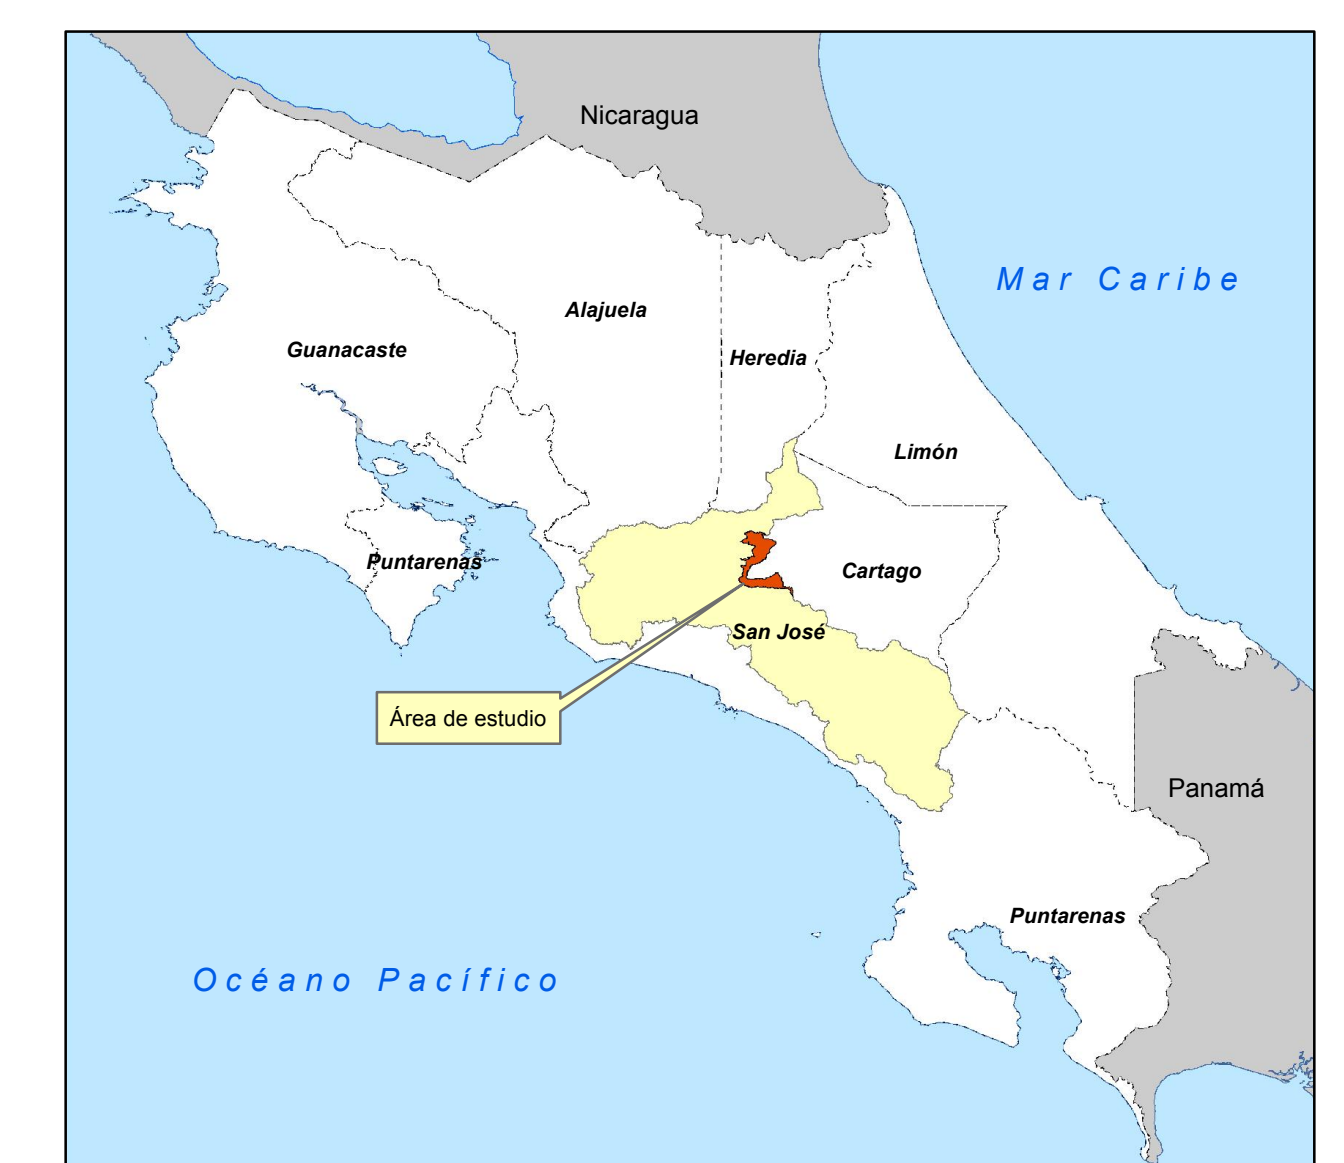 Nicaragua
Mar Caribe
Alajuela
Guanacaste
Heredia
Limón
Puntarenas
Cartago
San José
Área de estudio
Panamá
Puntarenas
Océano Pacífico